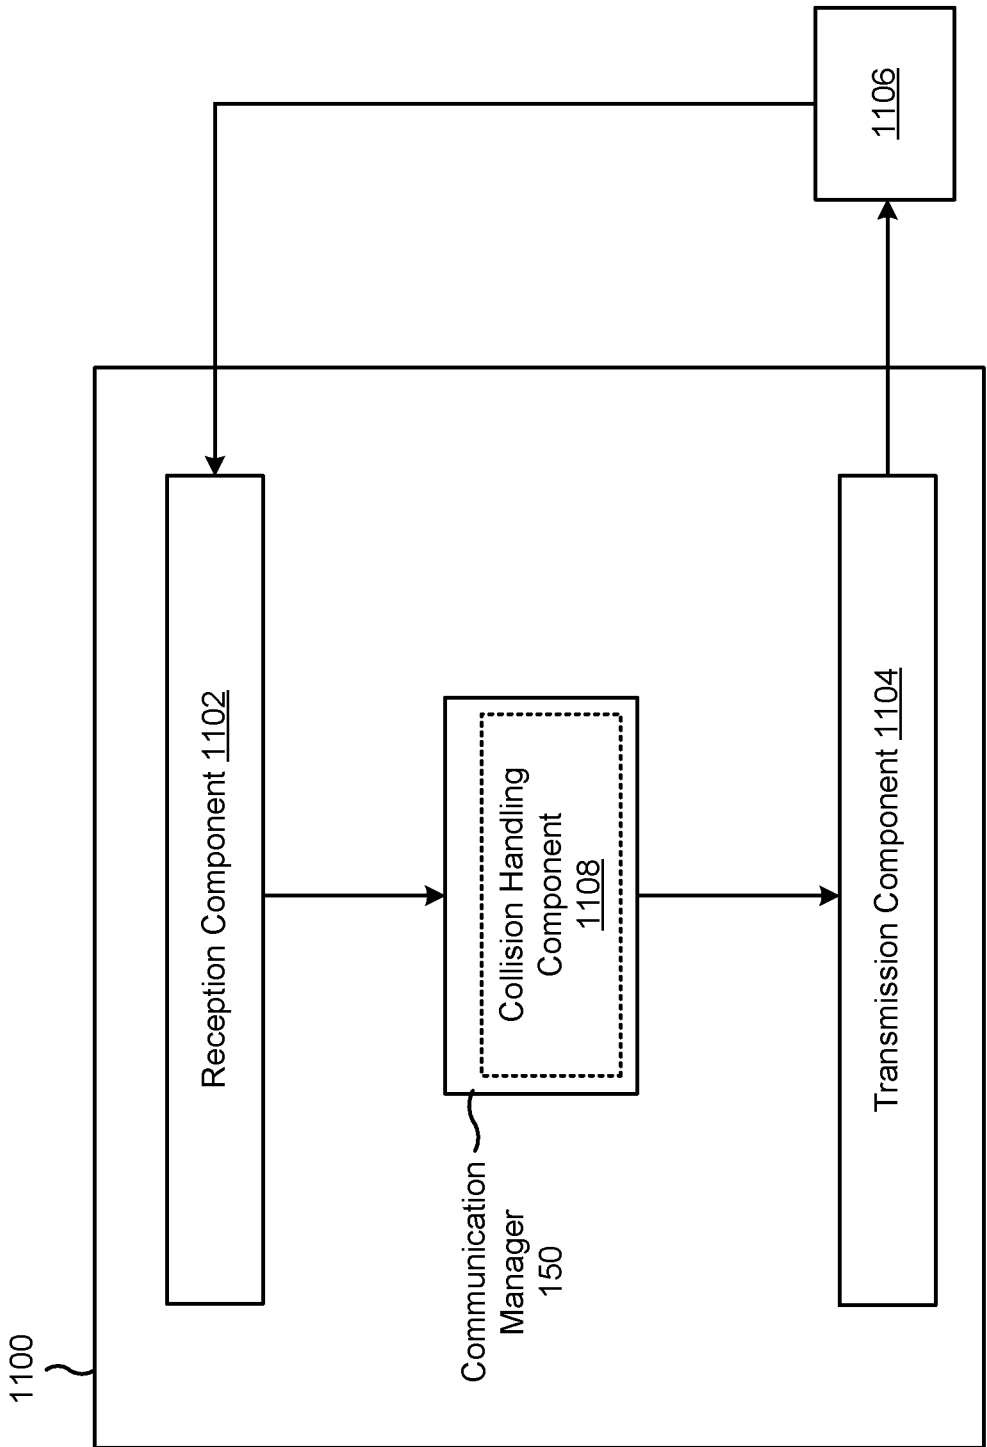 1100
Reception Component 1102
Communication
Manager
150
Collision Handling
Component
1108
Transmission Component 1104
1106